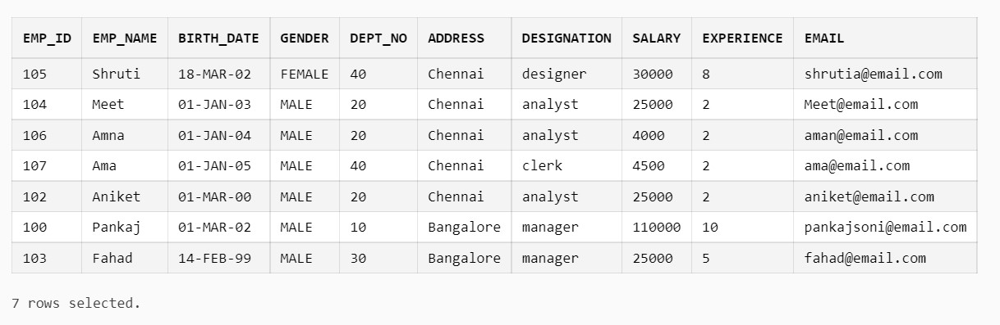 EMP_ID EMP_NAME BIRTH_DATE GENDER DEPT_NO ADDRESS DESIGNATION SALARY EXPERIENCE EMAIL
105 Shruti 18-MAR-02 FEMALE 40 Chennai designer 30000 8 shrutia@email.com
104 Meet 01-JAN-03 MALE 20 Chennai analyst 25000 2 Meet@email.com
106 Amna 01-JAN-04 MALE 20 Chennai analyst 4000 2 aman@email.com
107 Ama 01-JAN-05 MALE 40 Chennai clerk 4500 2 ama@email.com
102 Aniket 01-MAR-00 MALE 20 Chennai analyst 25000 2 aniket@email.com
100 Pankaj 01-MAR-02 MALE 10 Bangalore manager 110000 10 pankajsoni@email.com
103 Fahad 14-FEB-99 MALE 30 Bangalore manager 25000 5 fahad@email.com
7 rows selected.